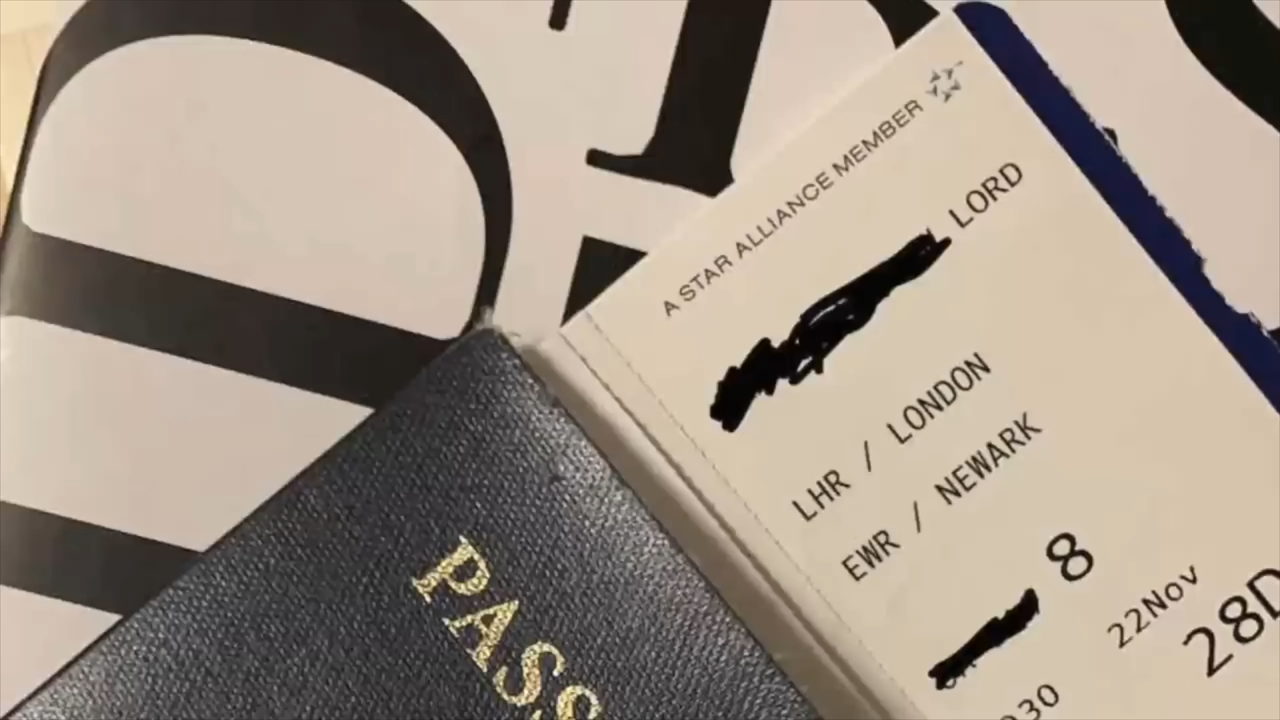 A STAR ALLIANCE MEMBER
LORD
LHR / LONDON
EWR / NEWARK
8
22Nov
28D
PASS